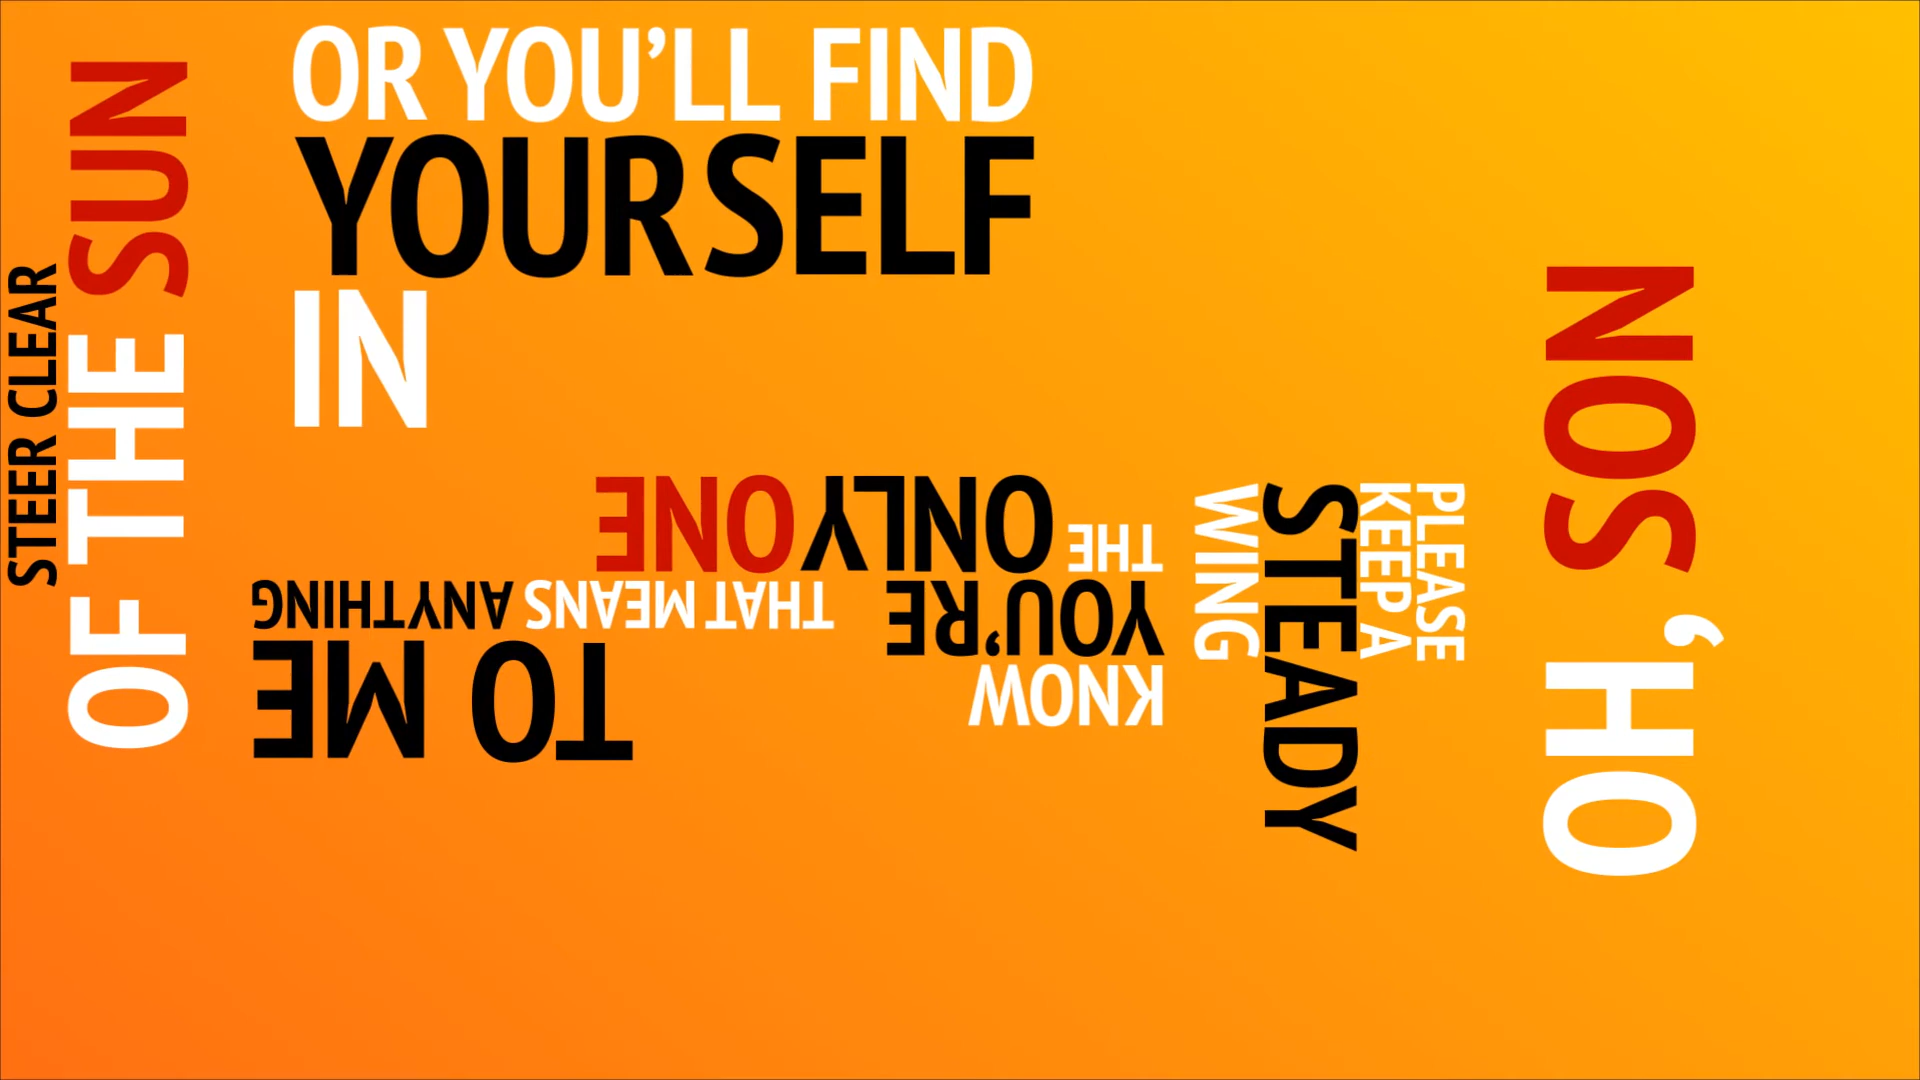 OH, SON
PLEASE
KEEP A
STEADY
WING
KNOW
YOU'RE
THE ONLY ONE
THAT MEANS ANYTHING
TO ME
STEER CLEAR
OF THE SUN
OR YOU'LL FIND
YOURSELF
IN